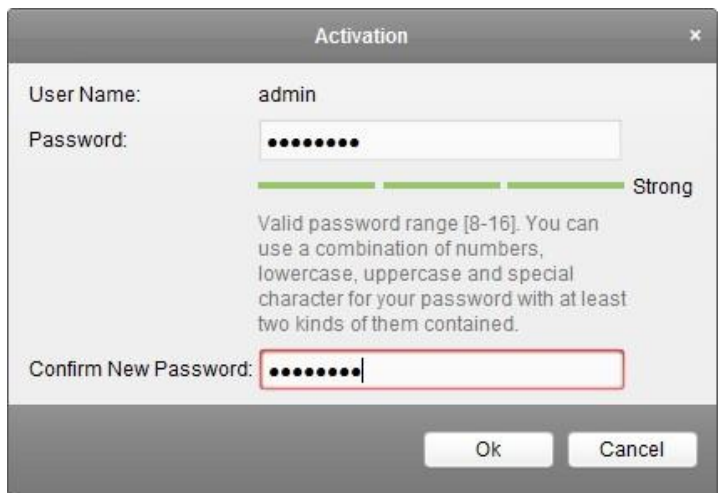 Activation ×
User Name: admin
Password: ••••••••
Strong
Valid password range [8-16]. You can
use a combination of numbers,
lowercase, uppercase and special
character for your password with at least
two kinds of them contained.
Confirm New Password: ••••••••
Ok Cancel